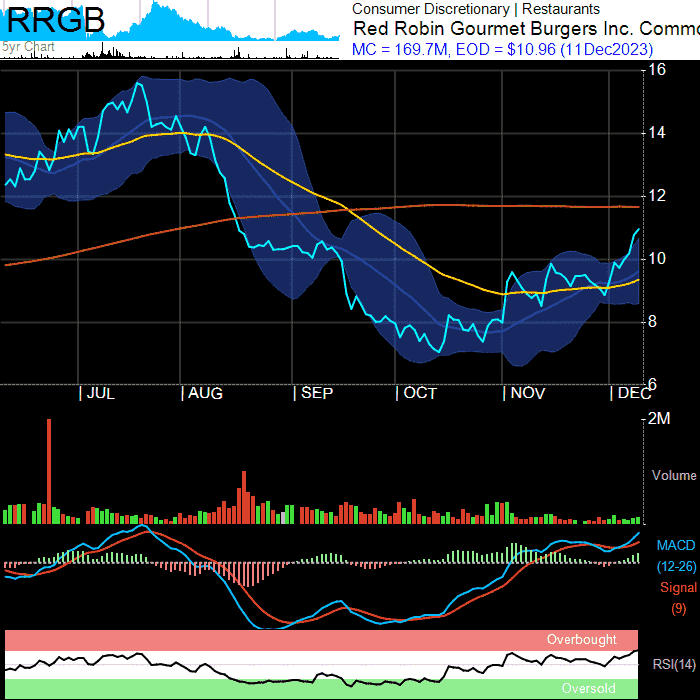 RRGB
5yr Chart
Consumer Discretionary | Restaurants
Red Robin Gourmet Burgers Inc. Commo
MC = 169.7M, EOD = $10.96 (11Dec2023)
16
14
12
10
8
6
| JUL | AUG | SEP | OCT | NOV | DEC
2M
Volume
MACD
(12-26)
Signal
(9)
Overbought
RSI(14)
Oversold